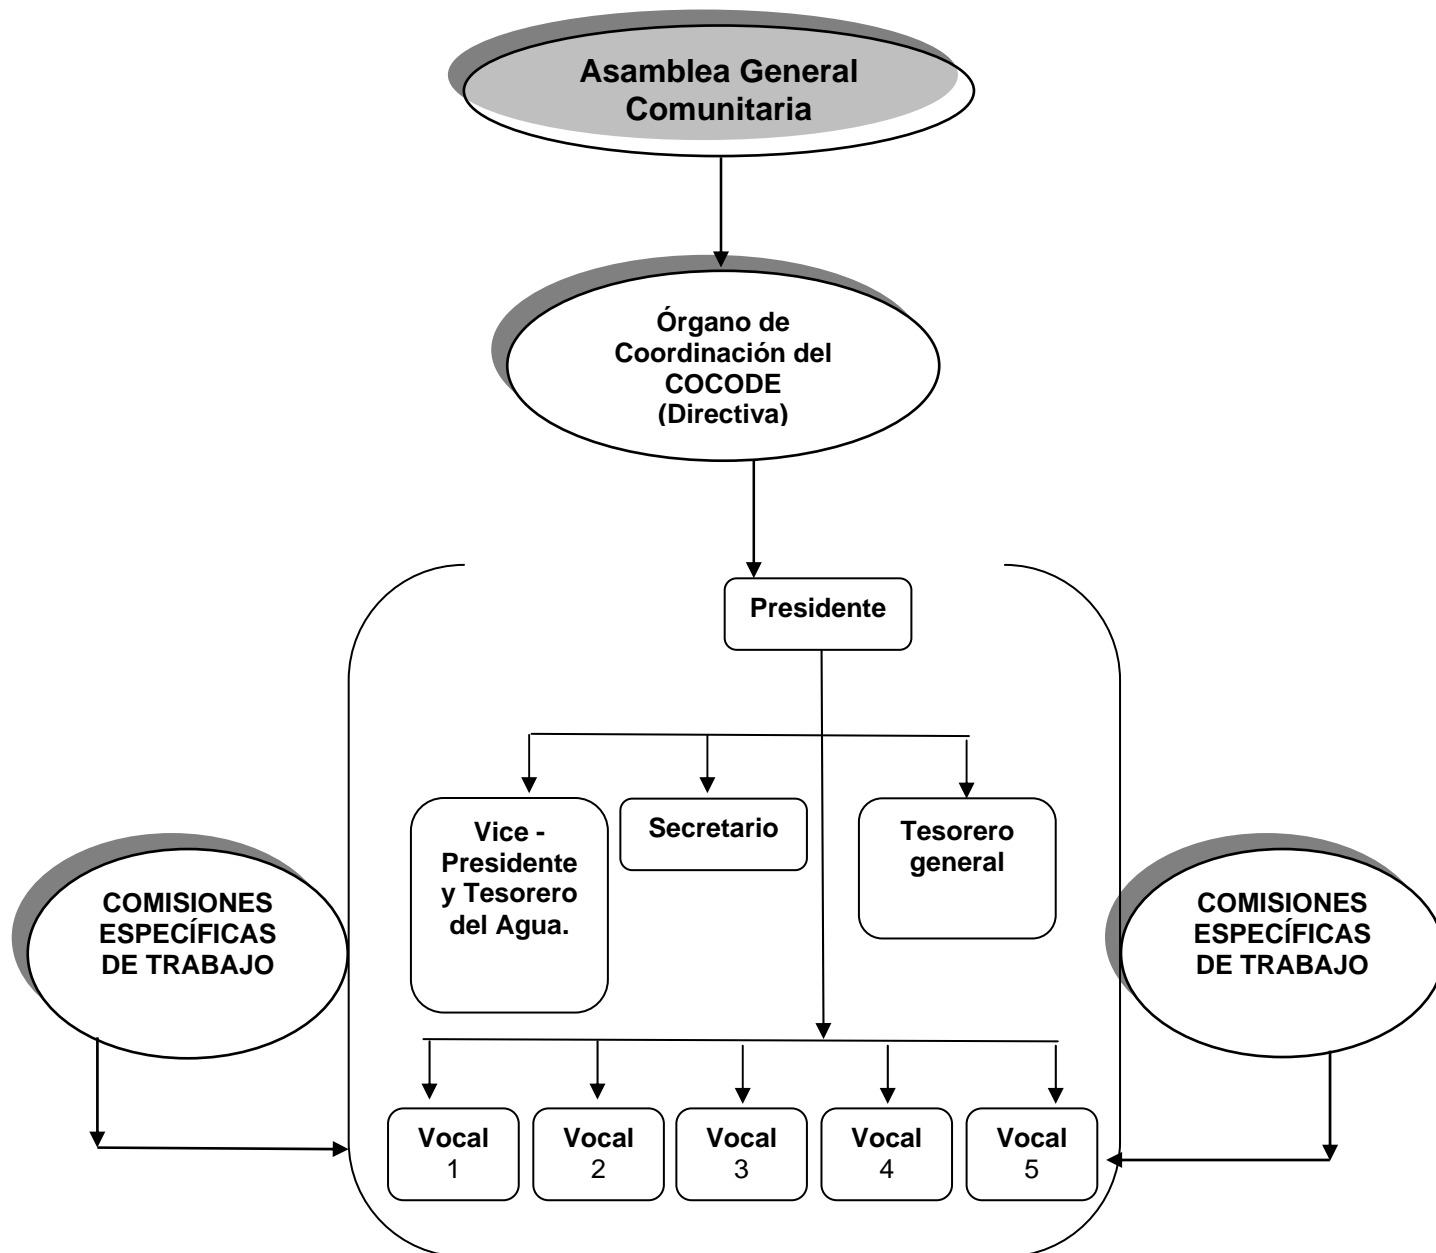 Asamblea General
Comunitaria
Órgano de
Coordinación del
COCODE
(Directiva)
Presidente
Vice -
Presidente
y Tesorero
del Agua.
Secretario
Tesorero
general
COMISIONES
ESPECÍFICAS
DE TRABAJO
COMISIONES
ESPECÍFICAS
DE TRABAJO
Vocal
1
Vocal
2
Vocal
3
Vocal
4
Vocal
5